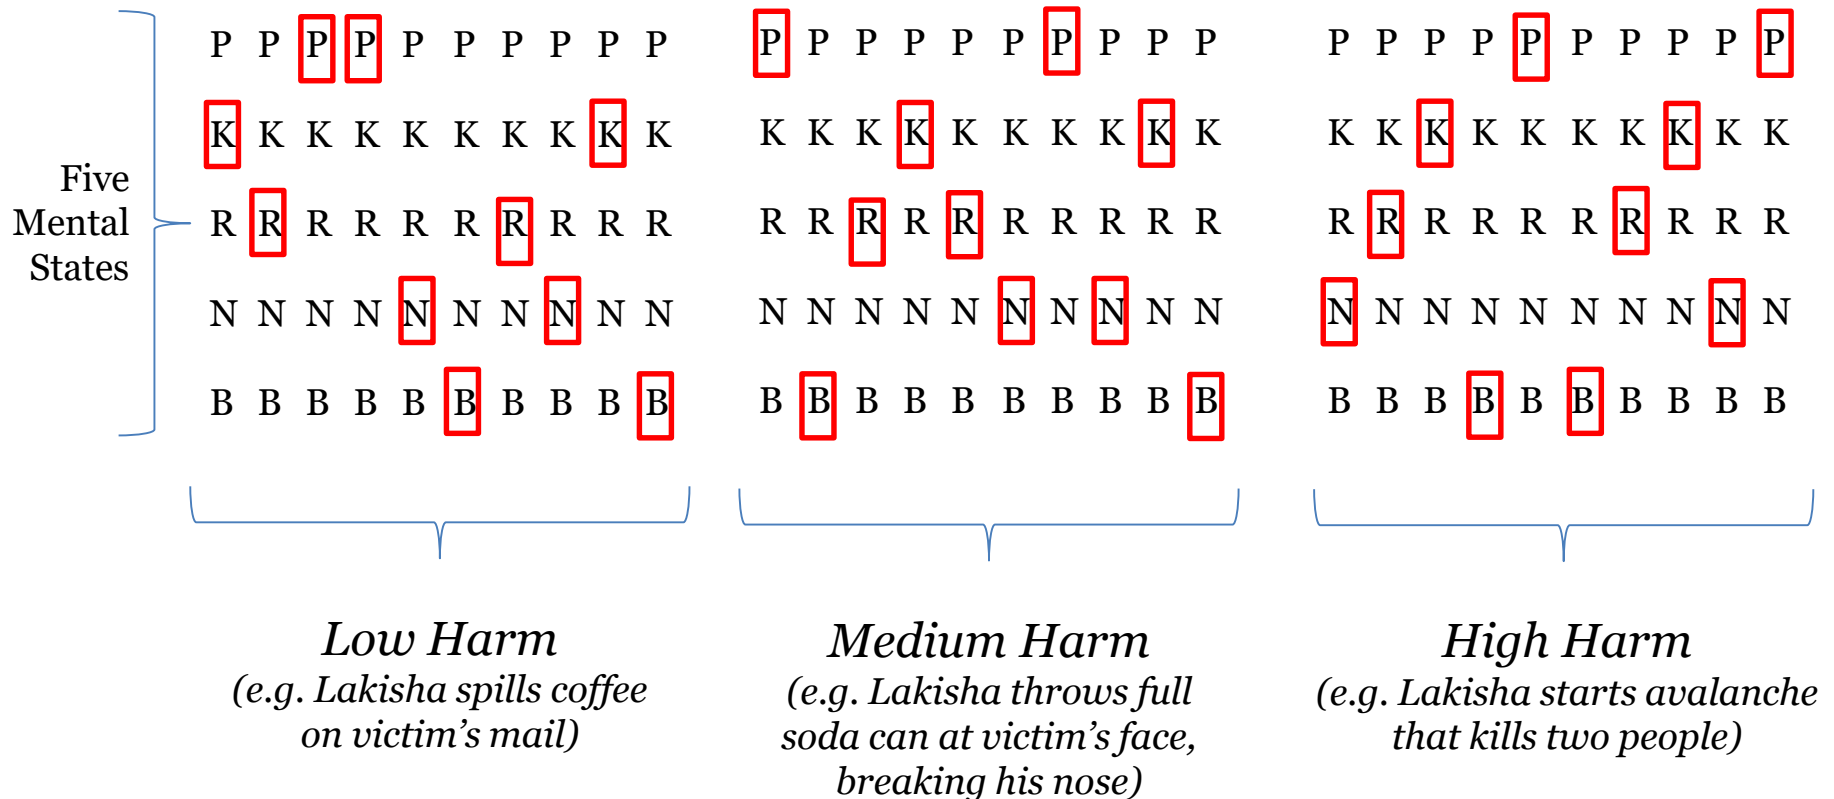 P P P P P P P P P P
P P P P P P P P P P
P P P P P P P P P P
K K K K K K K K K K
K K K K K K K K K K
K K K K K K K K K K
Five
Mental
States
R R R R R R R R R R
R R R R R R R R R R
R R R R R R R R R R
N N N N N N N N N N
N N N N N N N N N N
N N N N N N N N N N
B B B B B B B B B B
B B B B B B B B B B
B B B B B B B B B B
Low Harm
(e.g. Lakisha spills coffee
on victim's mail)
Medium Harm
(e.g. Lakisha throws full
soda can at victim's face,
breaking his nose)
High Harm
(e.g. Lakisha starts avalanche
that kills two people)